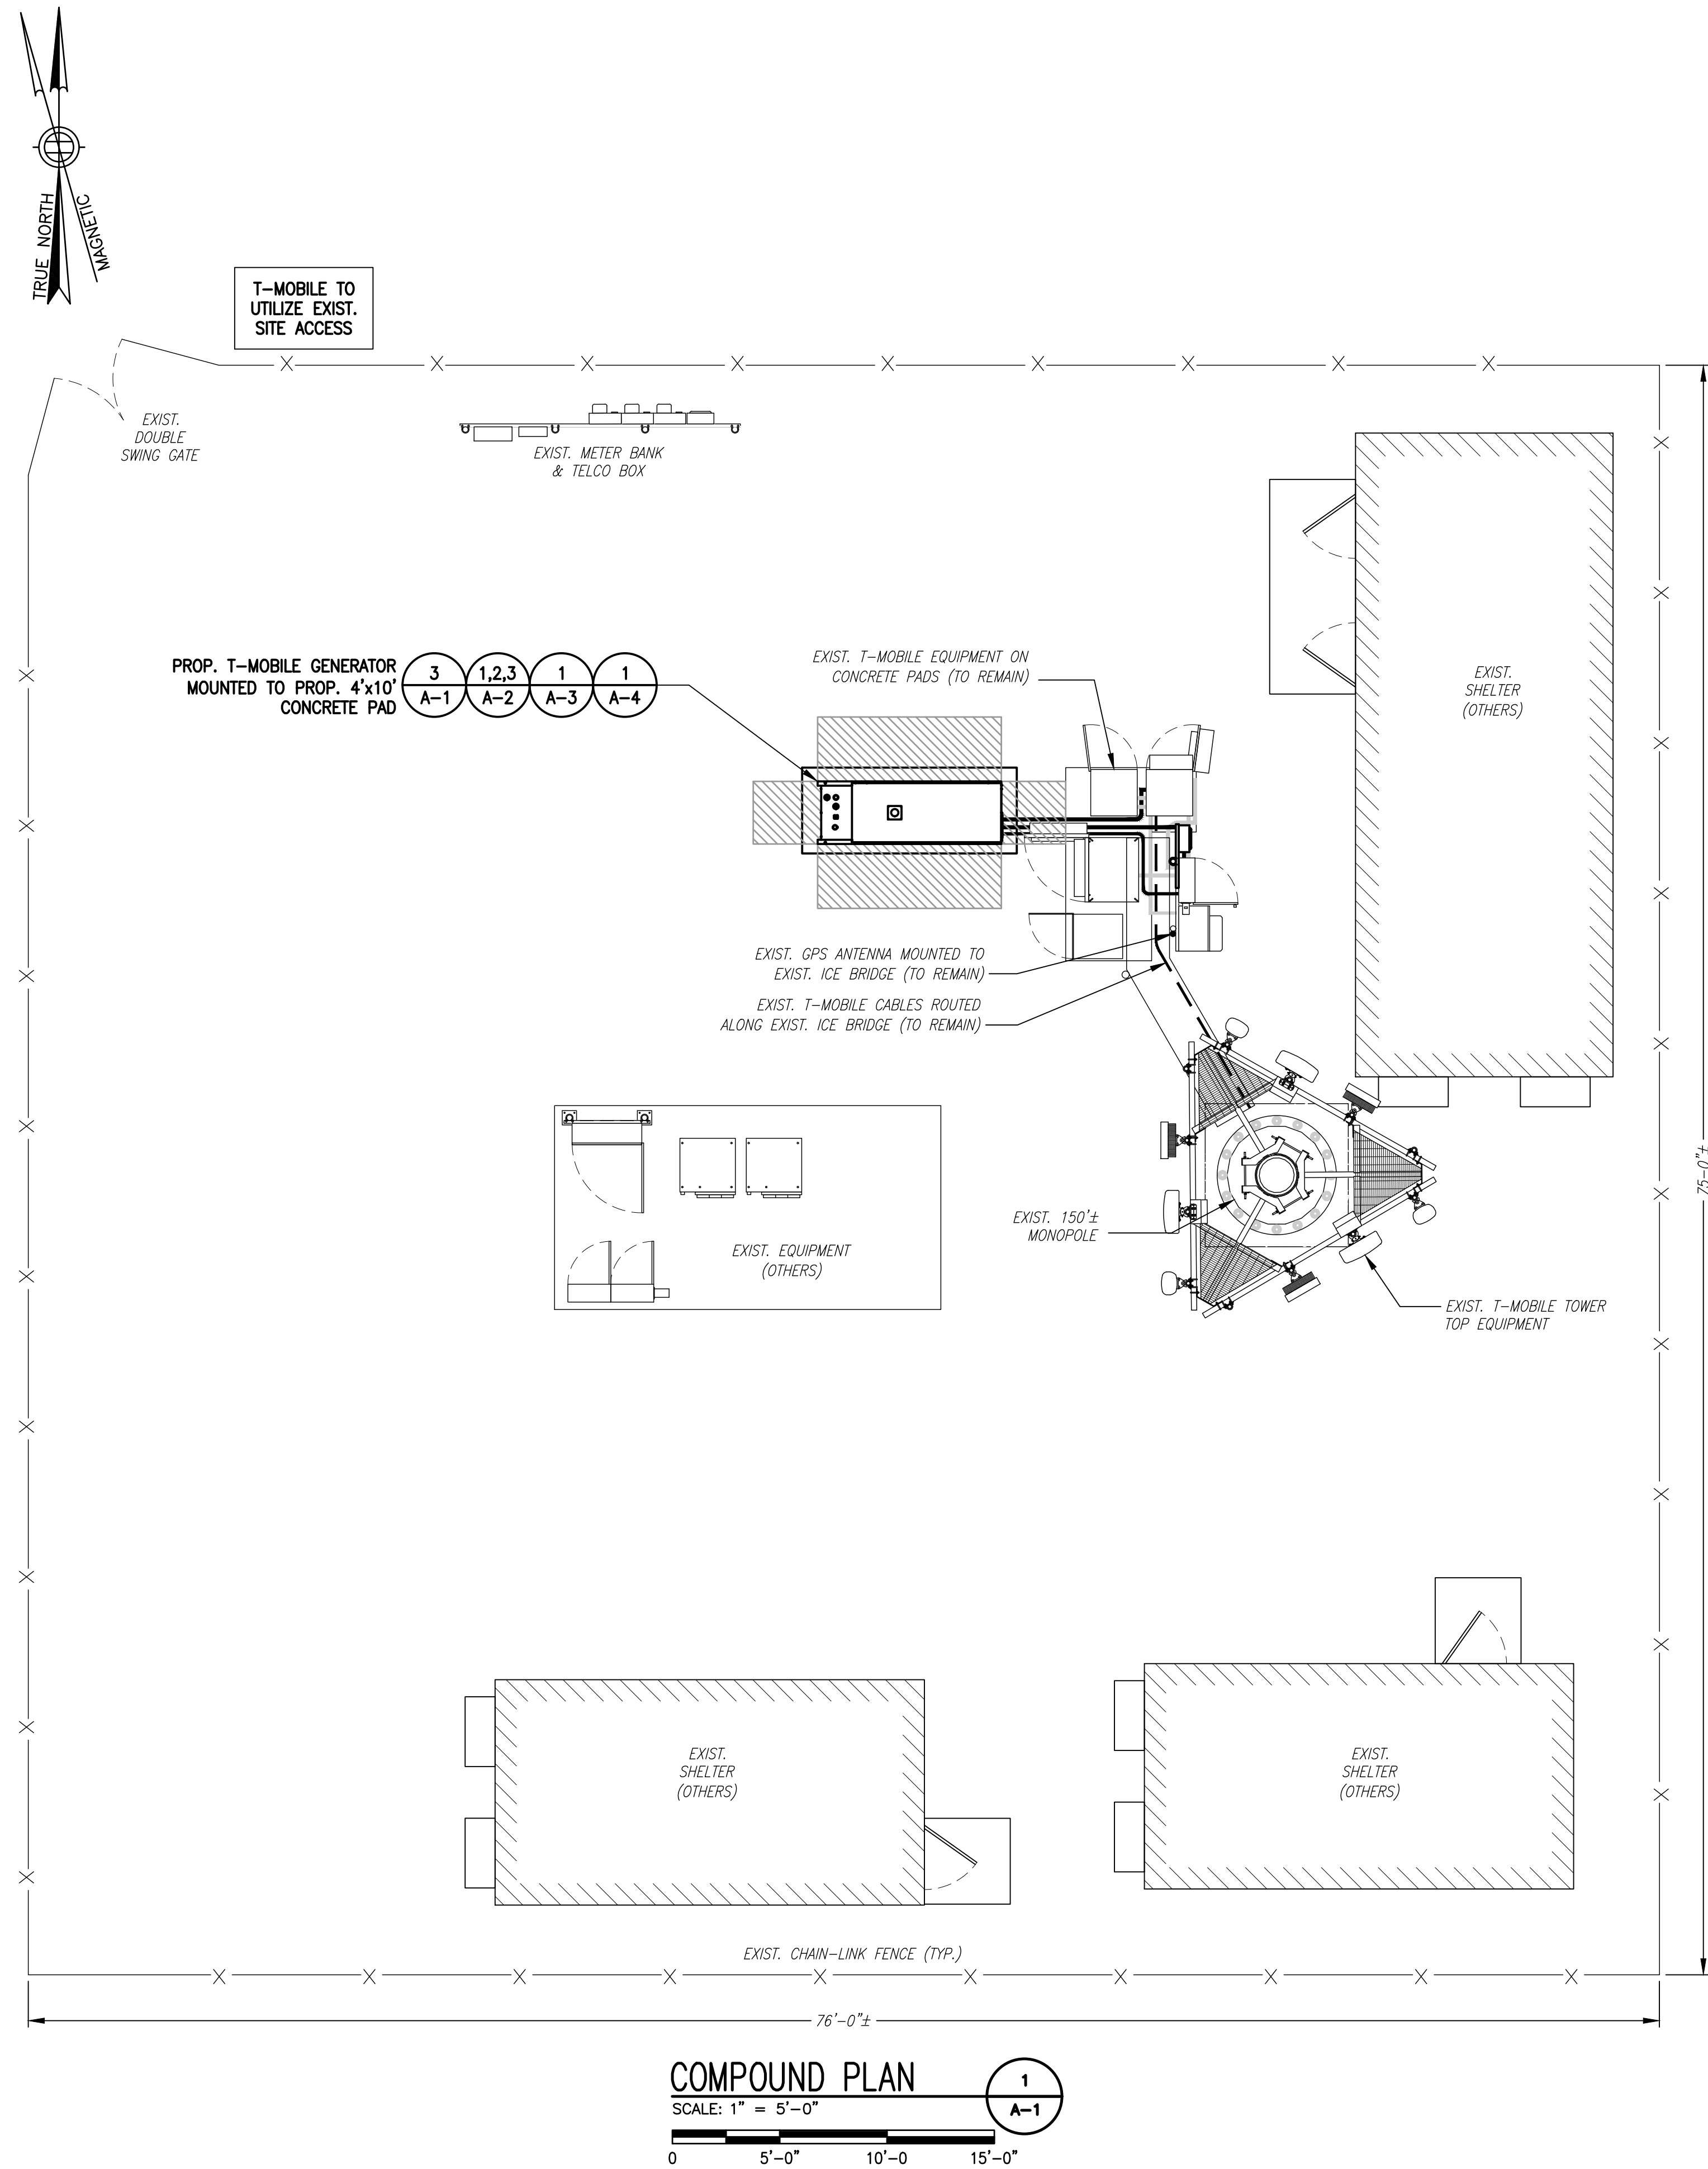 TRUE NORTH
MAGNETIC
T-MOBILE TO
UTILIZE EXIST.
SITE ACCESS
EXIST.
DOUBLE
SWING GATE
EXIST. METER BANK
& TELCO BOX
PROP. T-MOBILE GENERATOR
MOUNTED TO PROP. 4'x10'
CONCRETE PAD
3
A-1
1,2,3
A-2
1
A-3
1
A-4
EXIST. T-MOBILE EQUIPMENT ON
CONCRETE PADS (TO REMAIN)
EXIST.
SHELTER
(OTHERS)
EXIST. GPS ANTENNA MOUNTED TO
EXIST. ICE BRIDGE (TO REMAIN)
EXIST. T-MOBILE CABLES ROUTED
ALONG EXIST. ICE BRIDGE (TO REMAIN)
75'-0"±
EXIST. 150'±
MONOPOLE
EXIST. EQUIPMENT
(OTHERS)
EXIST. T-MOBILE TOWER
TOP EQUIPMENT
EXIST.
SHELTER
(OTHERS)
EXIST.
SHELTER
(OTHERS)
EXIST. CHAIN-LINK FENCE (TYP.)
76'-0"±
COMPOUND PLAN
1
A-1
SCALE: 1" = 5'-0"
0 5'-0" 10'-0 15'-0"